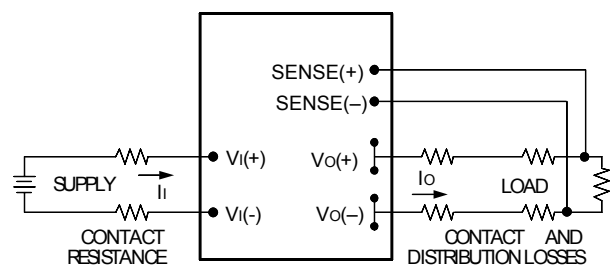 SENSE(+)
SENSE(–)
VI(+)
VO(+)
SUPPLY
II
IO
LOAD
VI(-)
VO(–)
CONTACT
RESISTANCE
CONTACT AND
DISTRIBUTION LOSSES